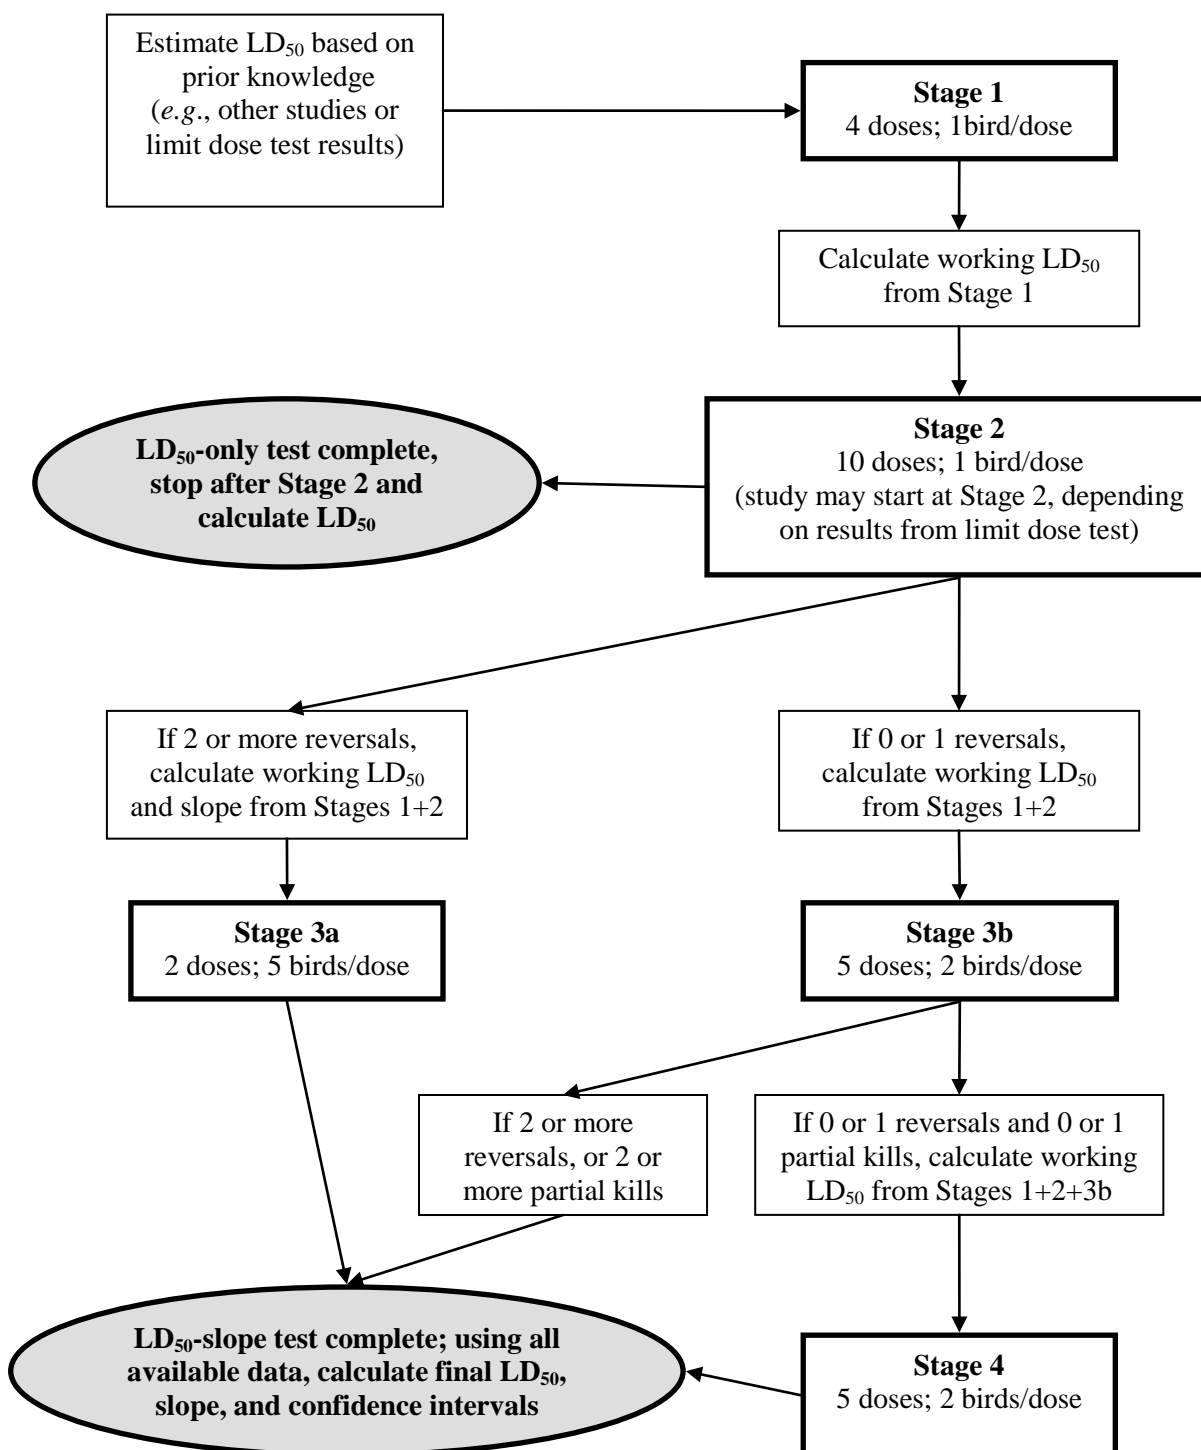 Estimate LD₅₀ based on
prior knowledge
(e.g., other studies or
limit dose test results)
Stage 1
4 doses; 1bird/dose
Calculate working LD₅₀
from Stage 1
Stage 2
10 doses; 1 bird/dose
(study may start at Stage 2, depending
on results from limit dose test)
LD₅₀-only test complete,
stop after Stage 2 and
calculate LD₅₀
If 2 or more reversals,
calculate working LD₅₀
and slope from Stages 1+2
If 0 or 1 reversals,
calculate working LD₅₀
from Stages 1+2
Stage 3a
2 doses; 5 birds/dose
Stage 3b
5 doses; 2 birds/dose
If 2 or more
reversals, or 2 or
more partial kills
If 0 or 1 reversals and 0 or 1
partial kills, calculate working
LD₅₀ from Stages 1+2+3b
LD₅₀-slope test complete; using all
available data, calculate final LD₅₀,
slope, and confidence intervals
Stage 4
5 doses; 2 birds/dose